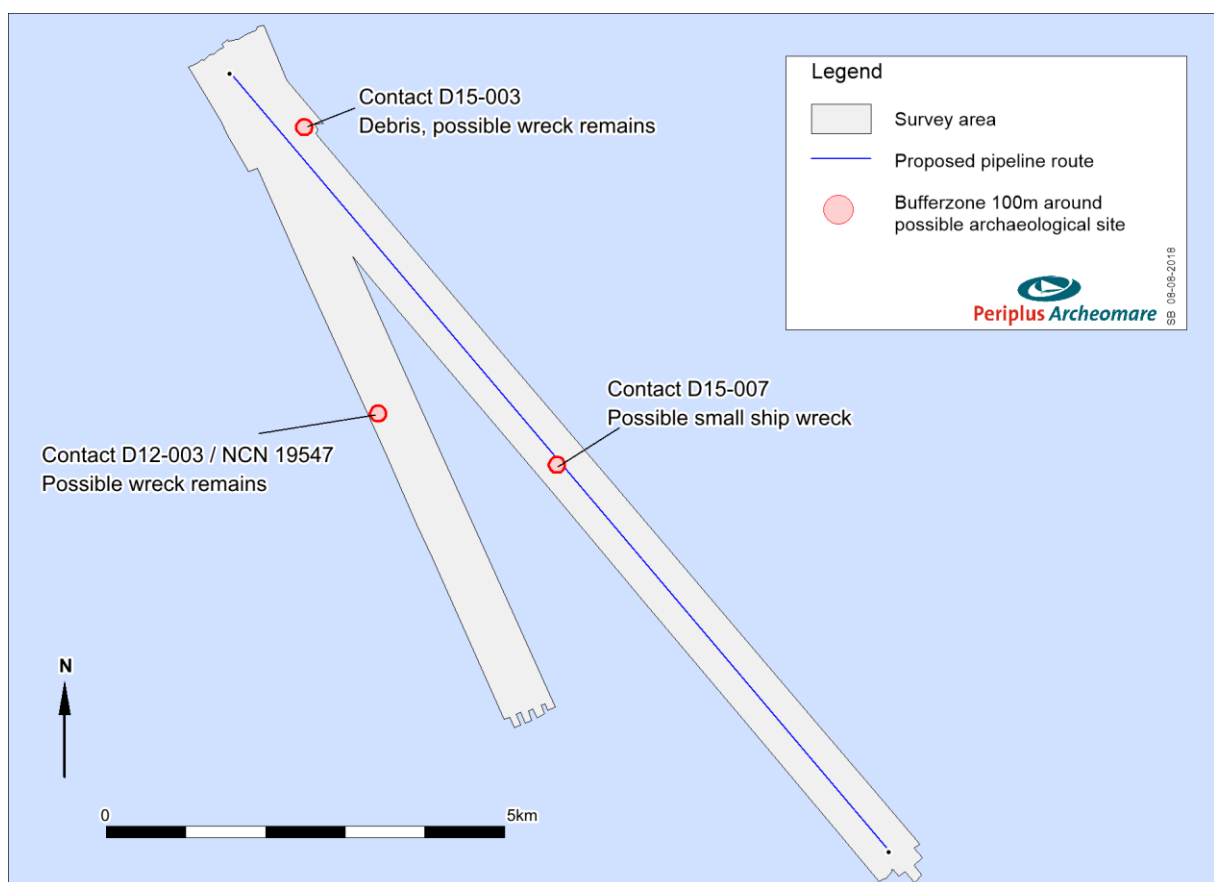 Contact D15-003
Debris, possible wreck remains
Legend
Survey area
Proposed pipeline route
Bufferzone 100m around
possible archaeological site
Periplus Archeomare
SB 08-08-2018
Contact D15-007
Possible small ship wreck
Contact D12-003 / NCN 19547
Possible wreck remains
N
0
5km